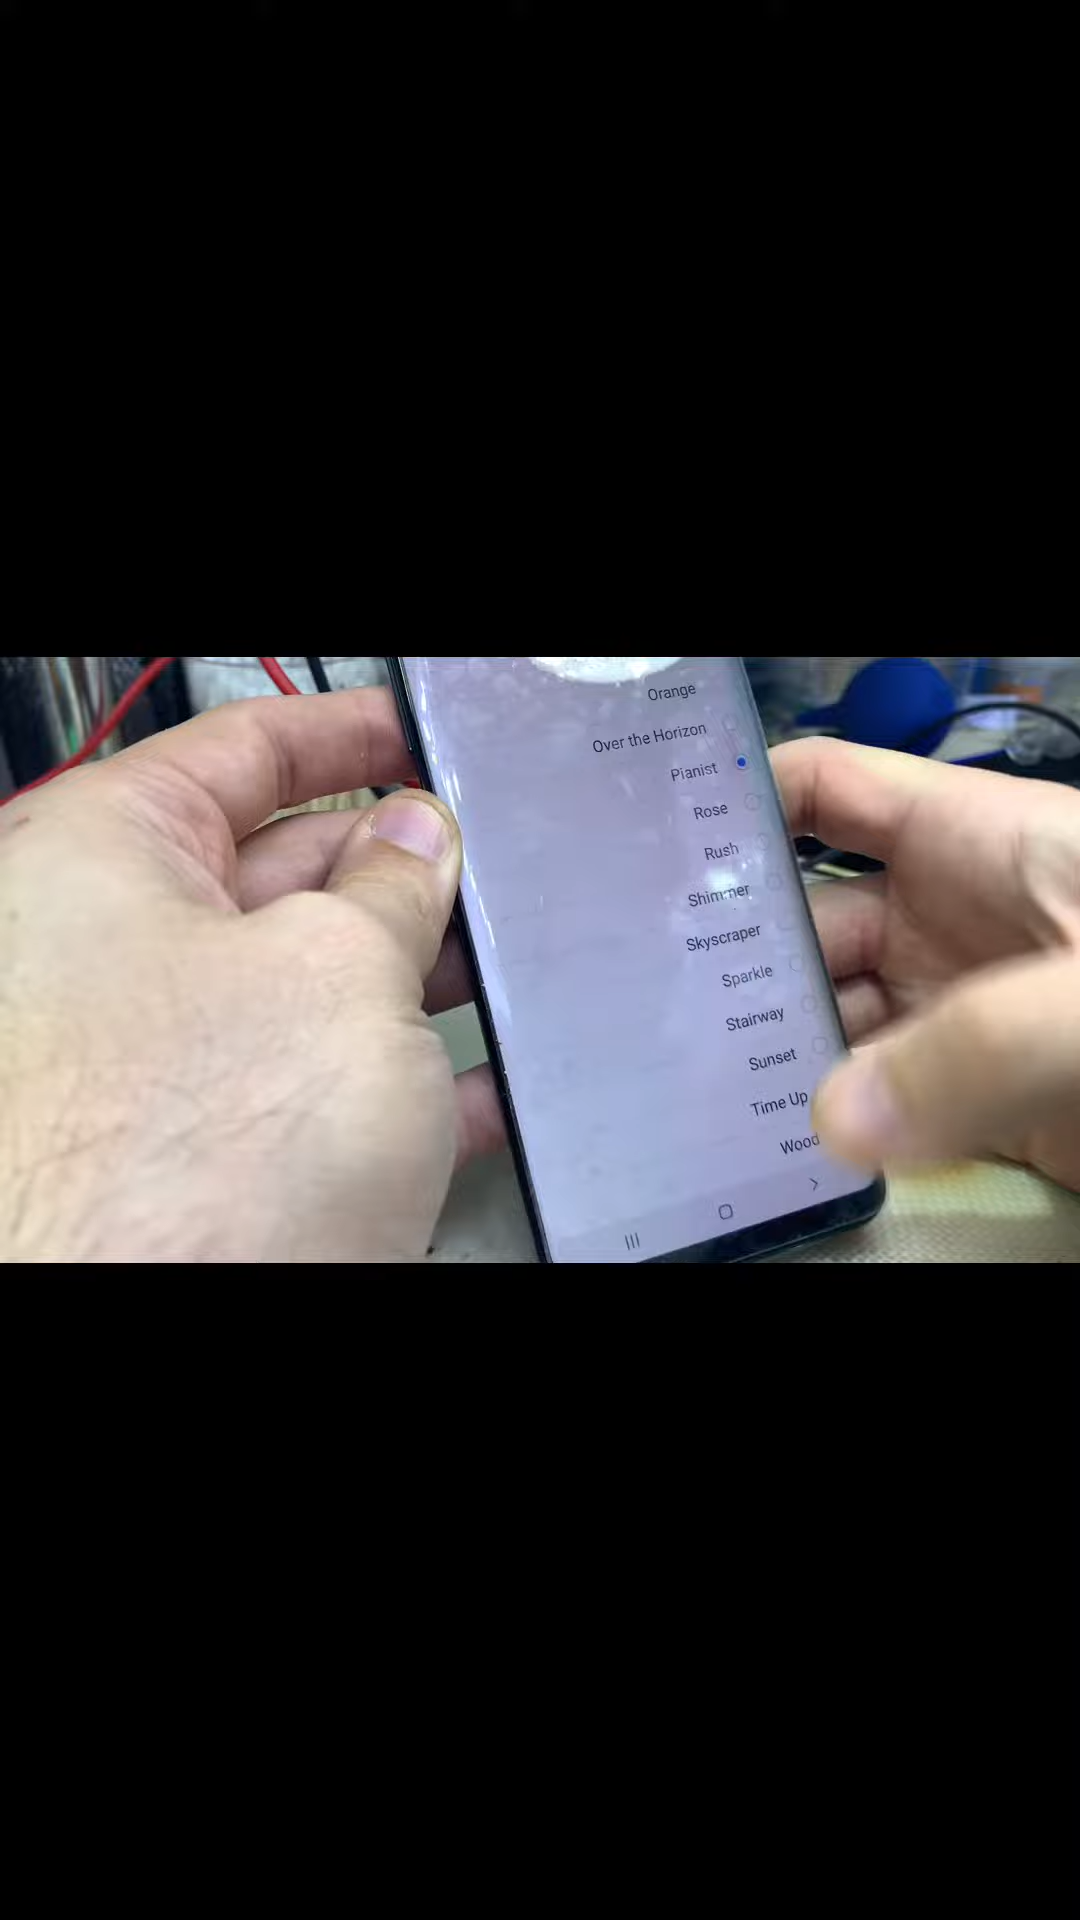 Orange
Over the Horizon
Pianist
Rose
Rush
Shimmer
Skyscraper
Sparkle
Stairway
Sunset
Time Up
Wood